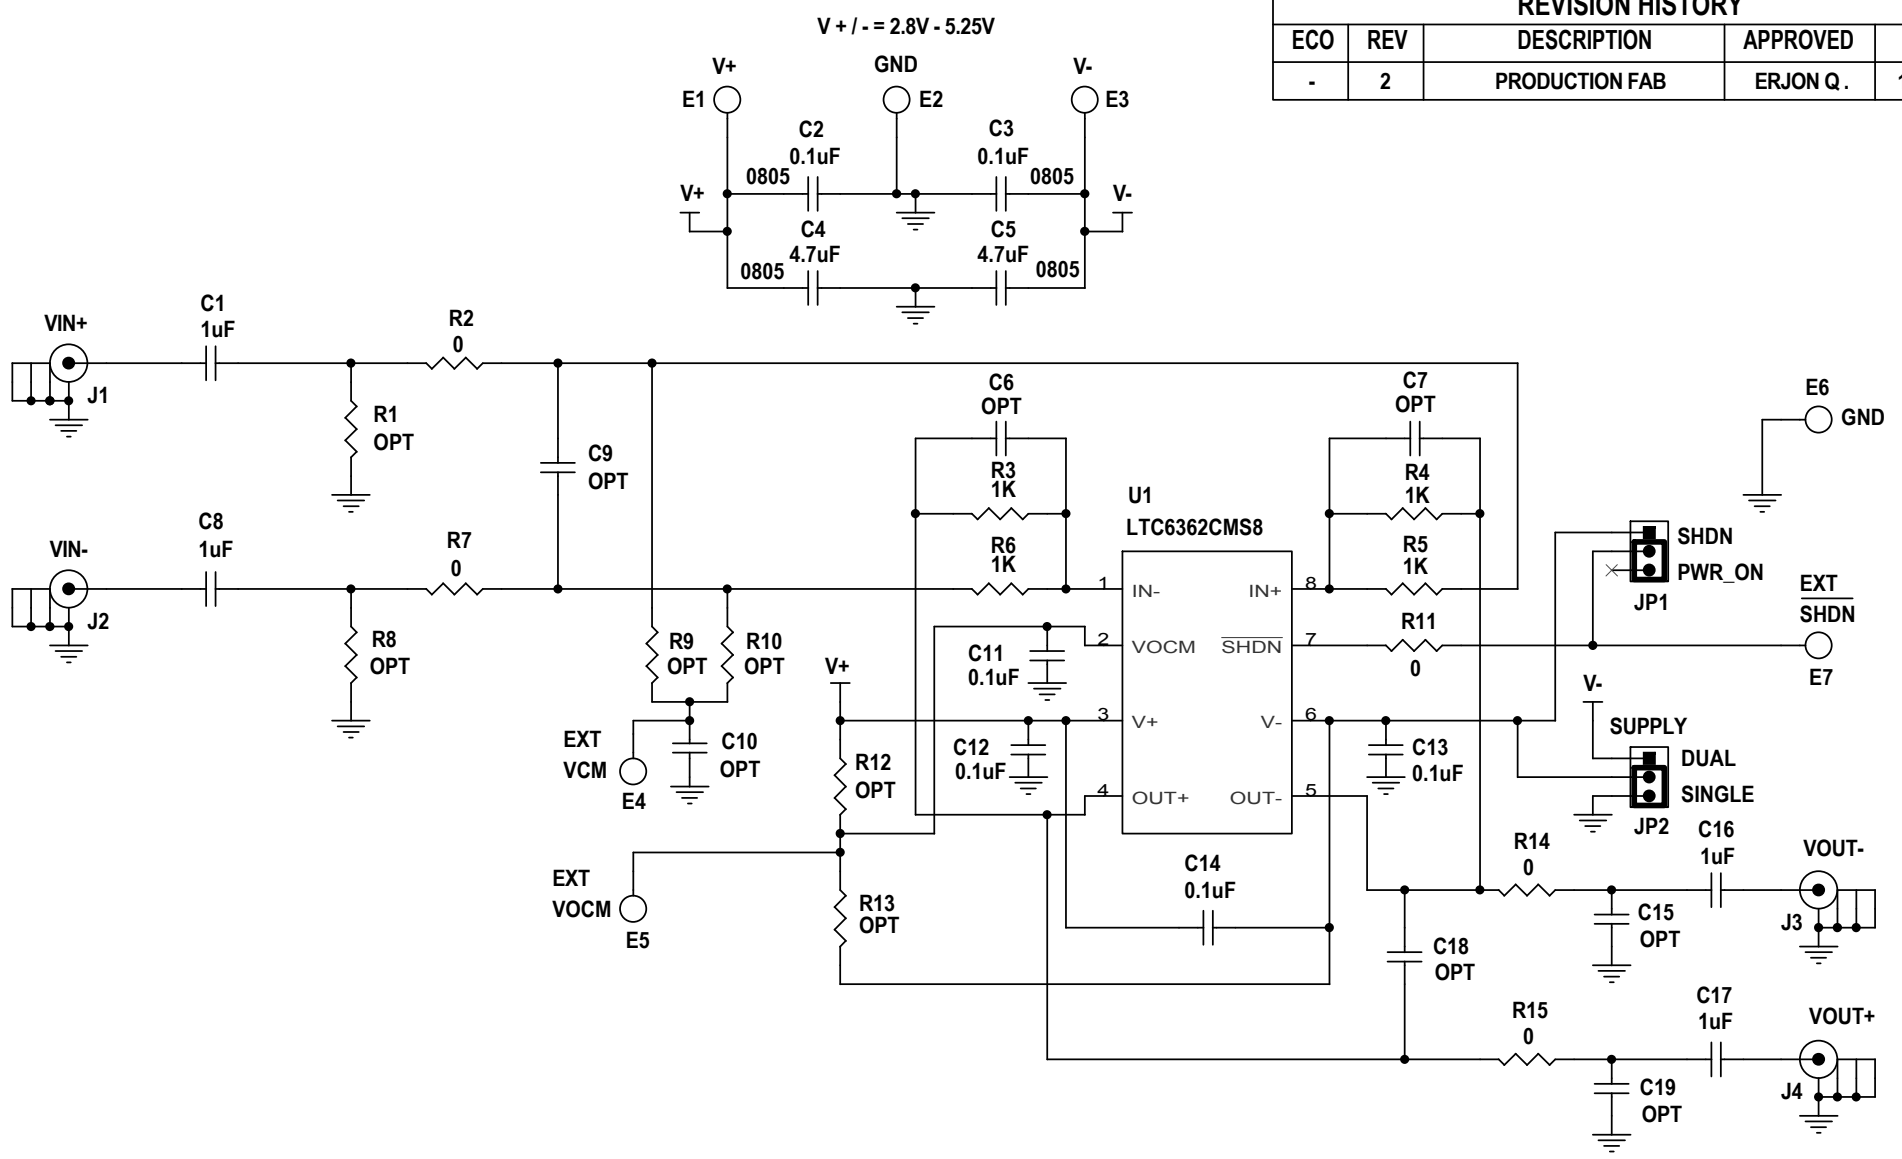 REVISION HISTORY
ECO REV DESCRIPTION APPROVED
- 2 PRODUCTION FAB ERJON Q .
V + / - = 2.8V - 5.25V
V+ GND V-
E1 E2 E3
C2 C3
0.1uF 0.1uF
0805 0805
V+ V-
C4 C5
4.7uF 4.7uF
0805 0805
C1
1uF
VIN+
J1
R2
0
R1
OPT
C9
OPT
C6
OPT
R3
1K
R6
1K
C7
OPT
R4
1K
R5
1K
E6
GND
U1
LTC6362CMS8
C8
1uF
VIN-
J2
R7
0
R8
OPT
R9
OPT
R10
OPT
1 IN- IN+ 8
2 VOCM SHDN 7
3 V+ V- 6
4 OUT+ OUT- 5
SHDN
PWR_ON
JP1
EXT
SHDN
E7
R11
0
C11
0.1uF
V+
EXT
VCM
E4
C10
OPT
C12
0.1uF
R12
OPT
C13
0.1uF
V-
SUPPLY
DUAL
SINGLE
JP2
EXT
VOCM
E5
R13
OPT
C14
0.1uF
R14
0
C16
1uF
VOUT-
J3
C15
OPT
C18
OPT
R15
0
C17
1uF
VOUT+
J4
C19
OPT